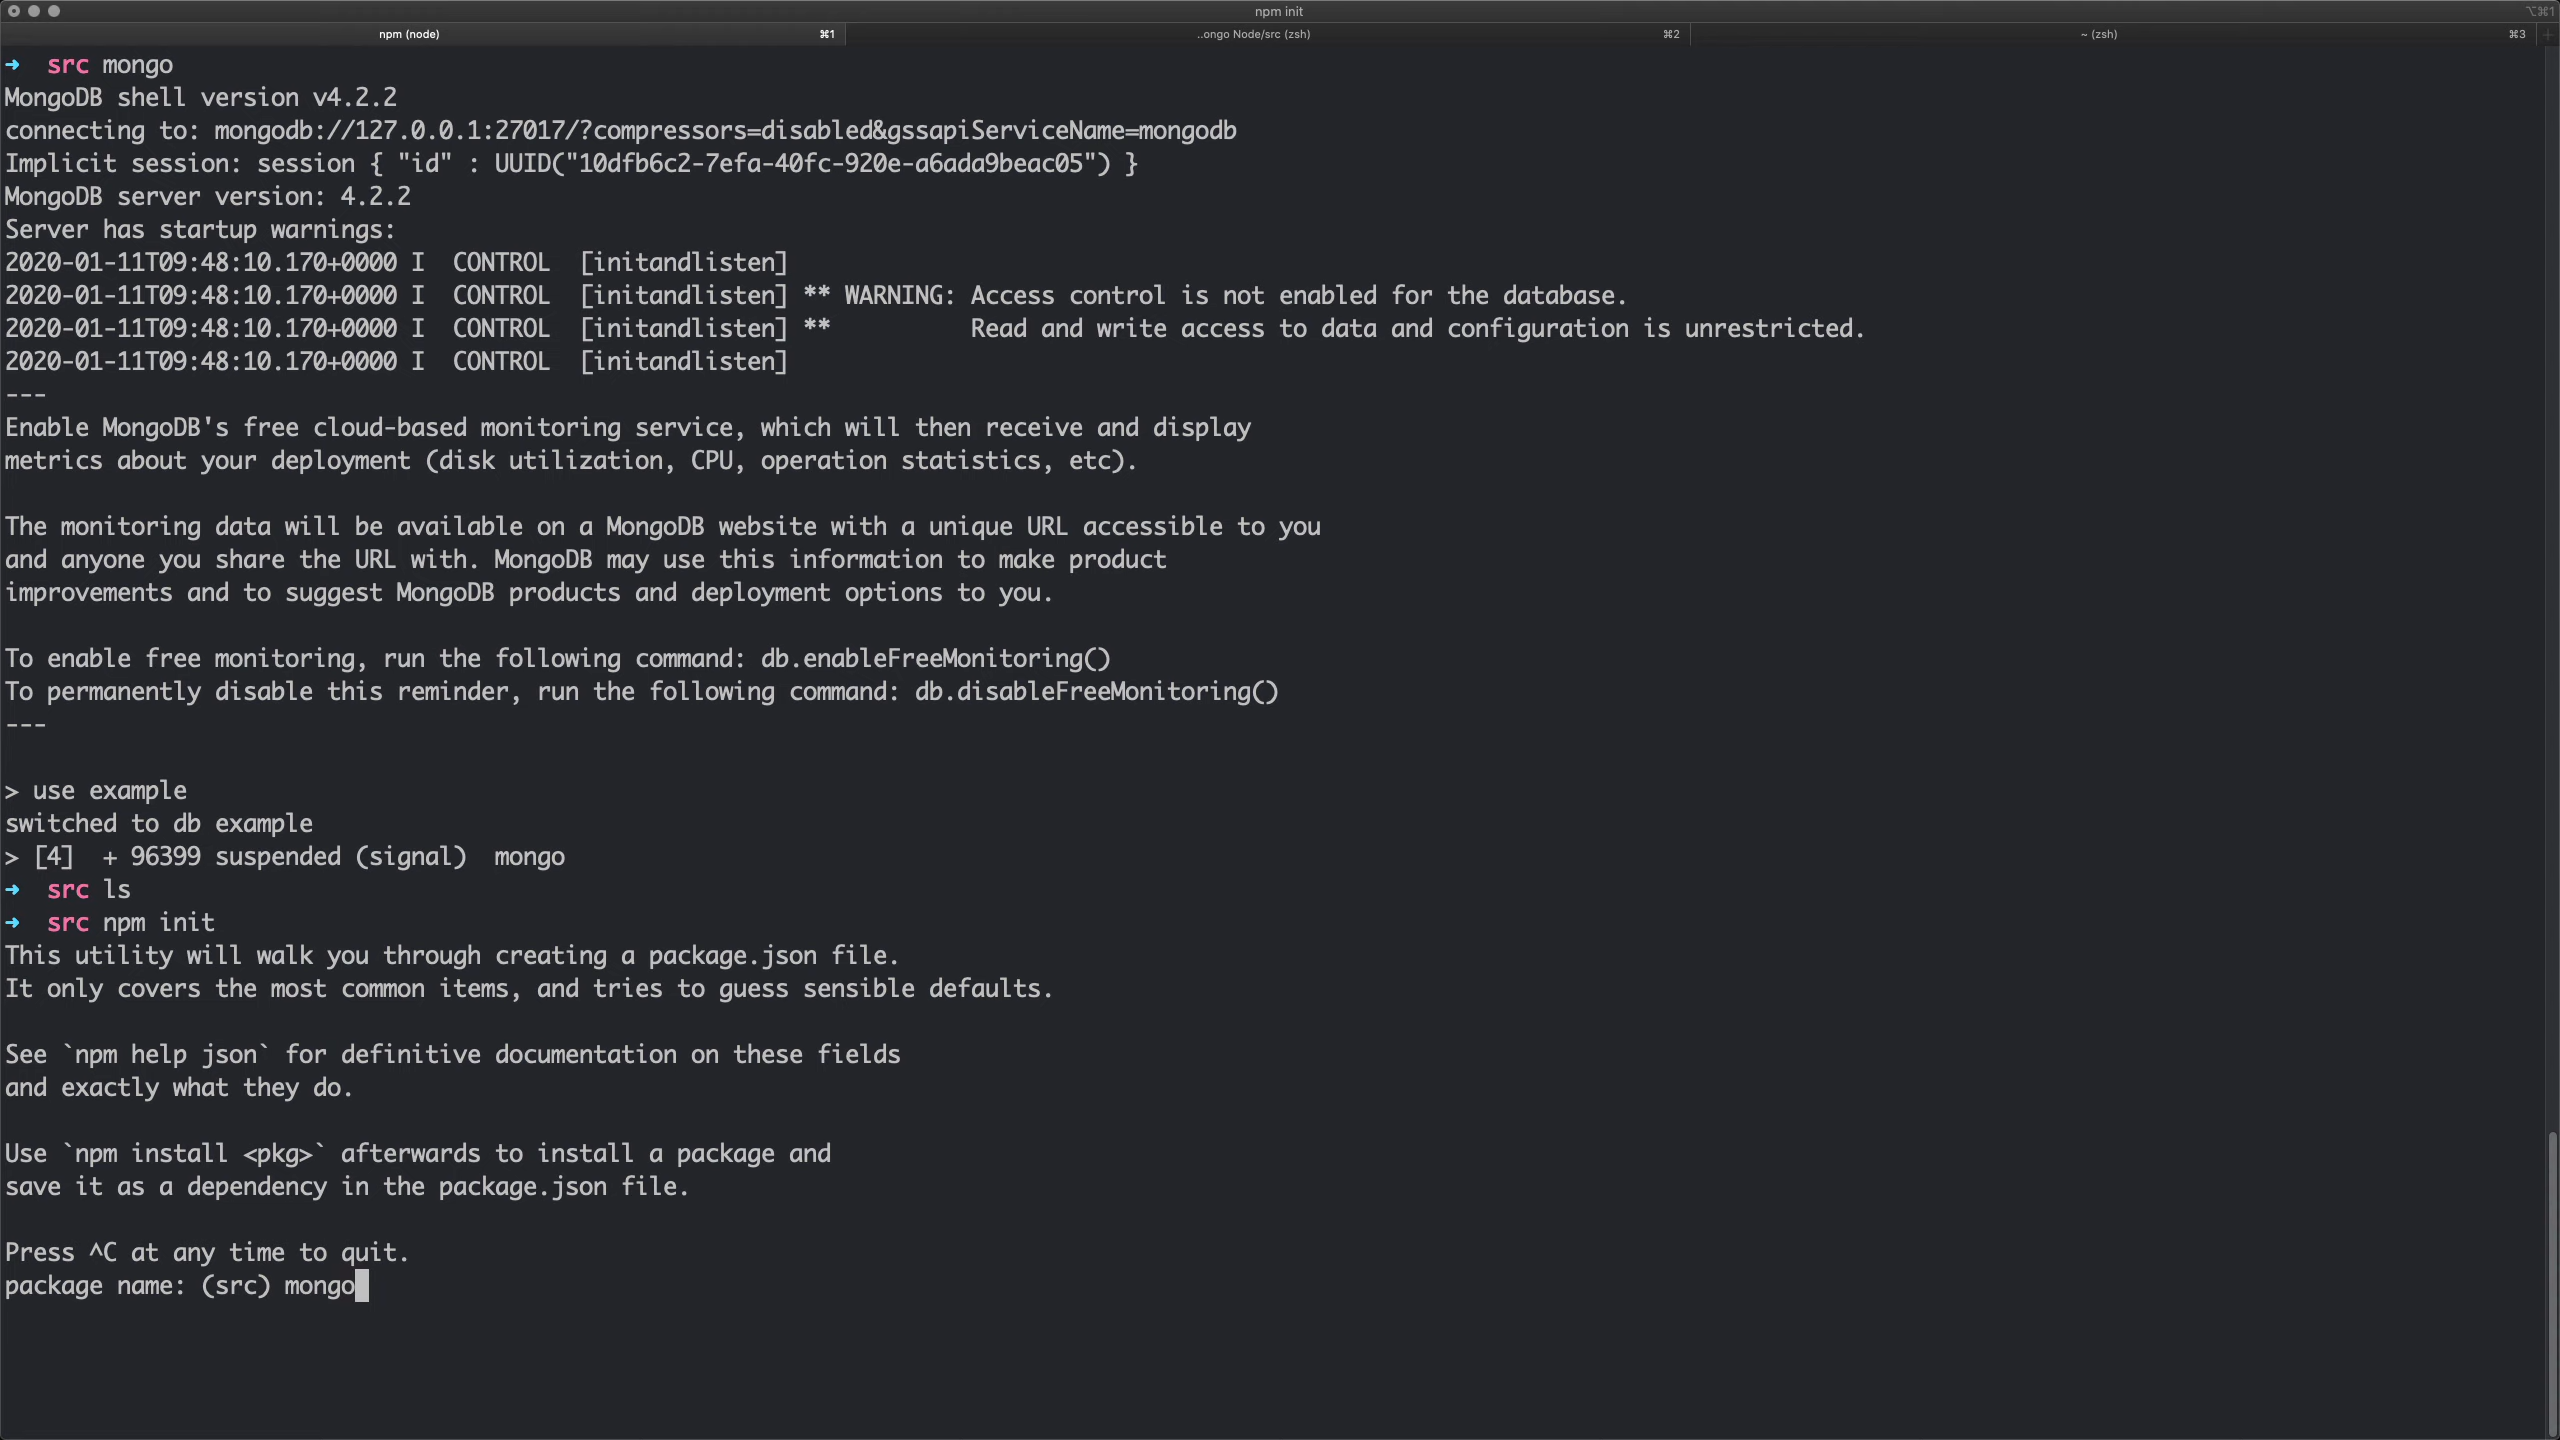 npm init
⌥⌘1
npm (node) ⌘1 ..ongo Node/src (zsh) ⌘2 ~ (zsh) ⌘3
➜ src mongo
MongoDB shell version v4.2.2
connecting to: mongodb://127.0.0.1:27017/?compressors=disabled&gssapiServiceName=mongodb
Implicit session: session { "id" : UUID("10dfb6c2-7efa-40fc-920e-a6ada9beac05") }
MongoDB server version: 4.2.2
Server has startup warnings:
2020-01-11T09:48:10.170+0000 I  CONTROL  [initandlisten]
2020-01-11T09:48:10.170+0000 I  CONTROL  [initandlisten] ** WARNING: Access control is not enabled for the database.
2020-01-11T09:48:10.170+0000 I  CONTROL  [initandlisten] **          Read and write access to data and configuration is unrestricted.
2020-01-11T09:48:10.170+0000 I  CONTROL  [initandlisten]
---
Enable MongoDB's free cloud-based monitoring service, which will then receive and display
metrics about your deployment (disk utilization, CPU, operation statistics, etc).
The monitoring data will be available on a MongoDB website with a unique URL accessible to you
and anyone you share the URL with. MongoDB may use this information to make product
improvements and to suggest MongoDB products and deployment options to you.
To enable free monitoring, run the following command: db.enableFreeMonitoring()
To permanently disable this reminder, run the following command: db.disableFreeMonitoring()
---
> use example
switched to db example
> [4]  + 96399 suspended (signal)  mongo
➜ src ls
➜ src npm init
This utility will walk you through creating a package.json file.
It only covers the most common items, and tries to guess sensible defaults.
See `npm help json` for definitive documentation on these fields
and exactly what they do.
Use `npm install <pkg>` afterwards to install a package and
save it as a dependency in the package.json file.
Press ^C at any time to quit.
package name: (src) mongo